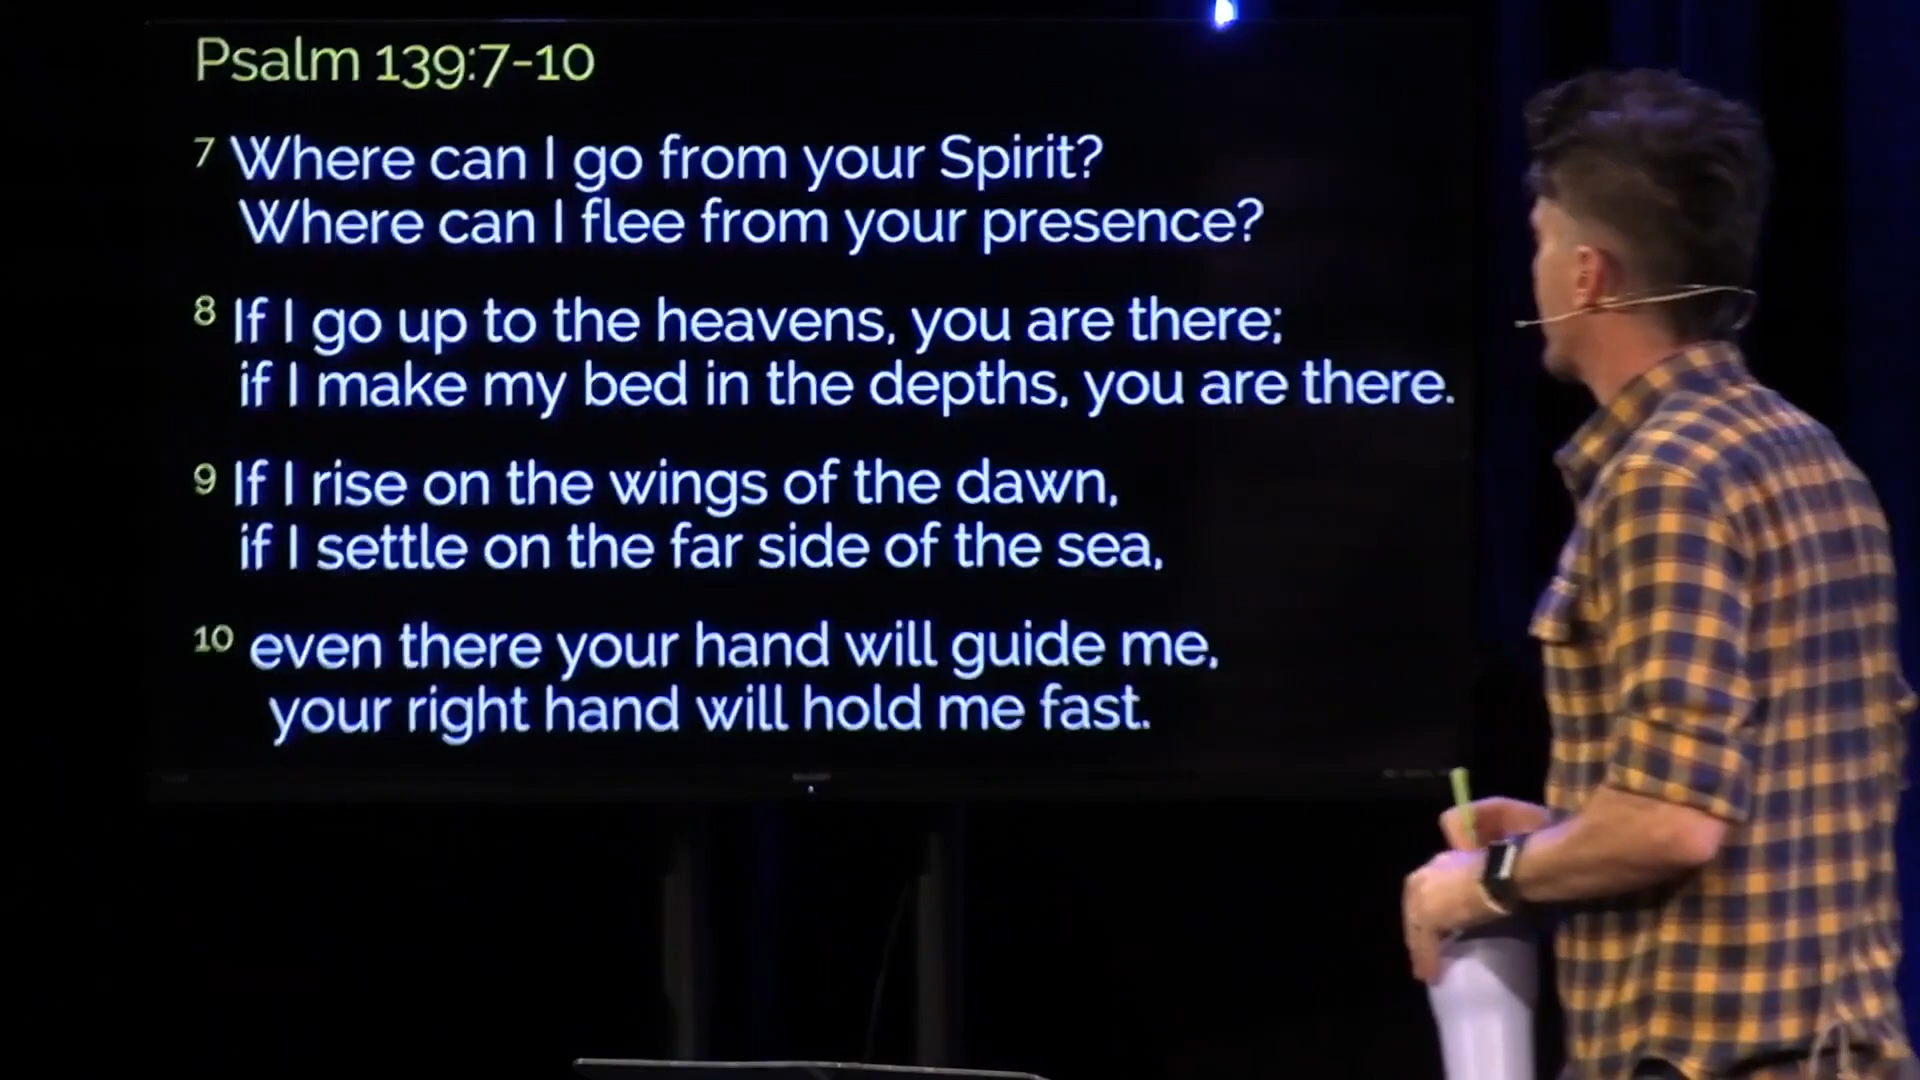 Psalm 139:7-10
7 Where can I go from your Spirit?
Where can I flee from your presence?
8 If I go up to the heavens, you are there;
if I make my bed in the depths, you are there.
9 If I rise on the wings of the dawn,
if I settle on the far side of the sea,
10 even there your hand will guide me,
your right hand will hold me fast.